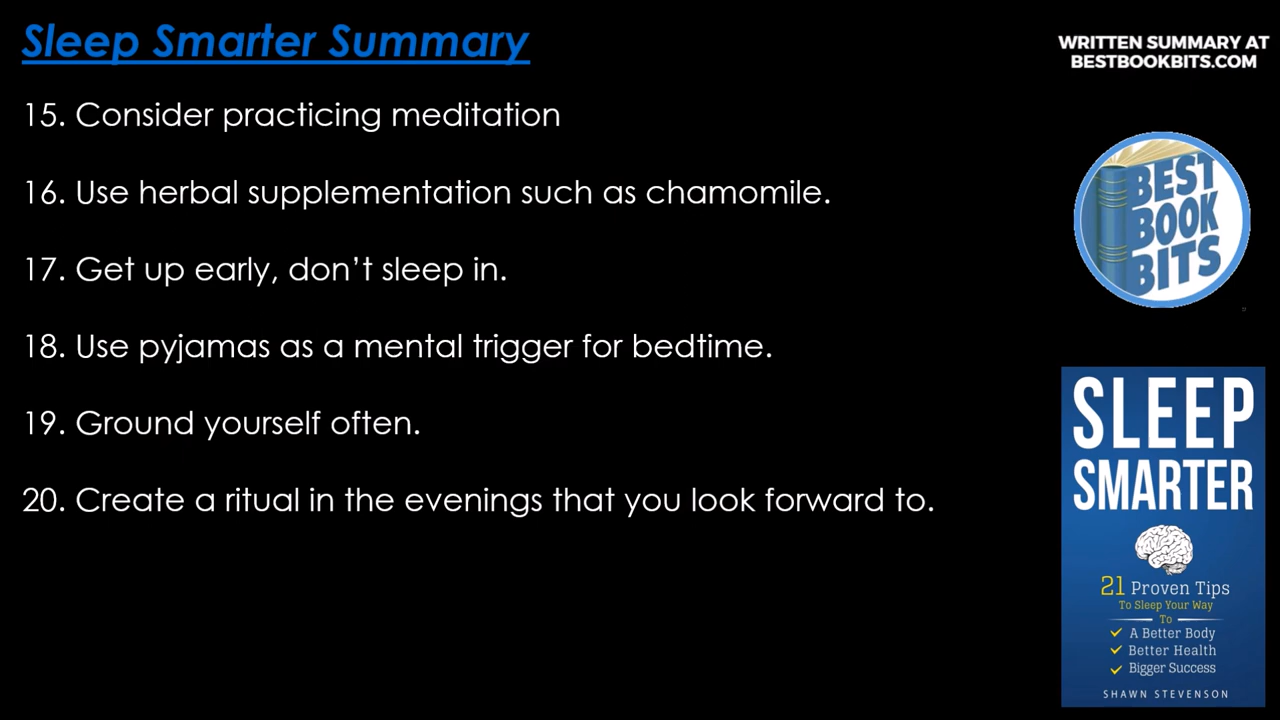 Sleep Smarter Summary
WRITTEN SUMMARY AT
BESTBOOKBITS.COM
15. Consider practicing meditation
16. Use herbal supplementation such as chamomile.
17. Get up early, don’t sleep in.
18. Use pyjamas as a mental trigger for bedtime.
19. Ground yourself often.
20. Create a ritual in the evenings that you look forward to.
BEST
BOOK
BITS
SLEEP
SMARTER
21 Proven Tips
To Sleep Your Way
To
A Better Body
Better Health
Bigger Success
SHAWN STEVENSON